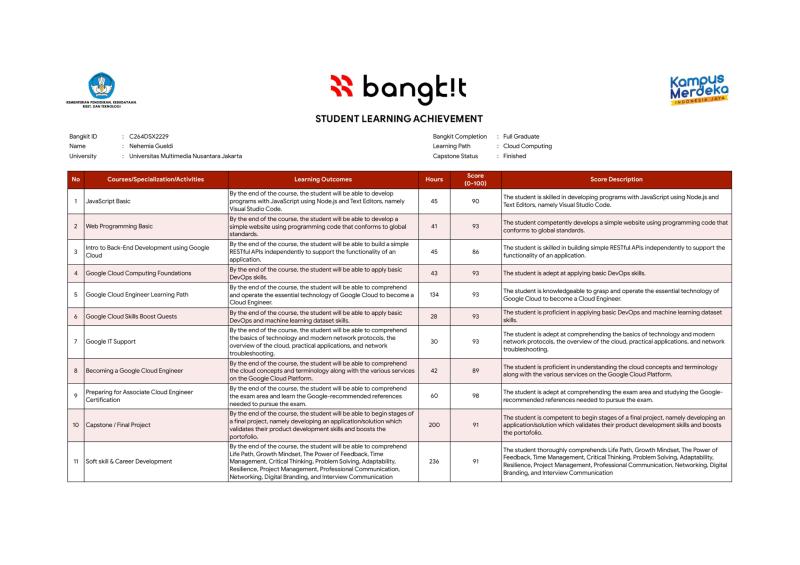 KEMENTERIAN PENDIDIKAN, KEBUDAYAAN,
RISET, DAN TEKNOLOGI
bangk!t
Kampus
Merdeka
INDONESIA JAYA
STUDENT LEARNING ACHIEVEMENT
Bangkit ID : C264DSX2229
Name : Nehemia Gueldi
University : Universitas Multimedia Nusantara Jakarta
Bangkit Completion : Full Graduate
Learning Path : Cloud Computing
Capstone Status : Finished
No Courses/Specialization/Activities Learning Outcomes Hours Score (0-100) Score Description
1 JavaScript Basic
By the end of the course, the student will be able to develop
programs with JavaScript using Node.js and Text Editors, namely
Visual Studio Code.
45 90
The student is skilled in developing programs with JavaScript using Node.js and
Text Editors, namely Visual Studio Code.
2 Web Programming Basic
By the end of the course, the student will be able to develop a
simple website using programming code that conforms to global
standards.
41 93
The student competently develops a simple website using programming code that
conforms to global standards.
3 Intro to Back-End Development using Google
Cloud
By the end of the course, the student will be able to build a simple
RESTful APIs independently to support the functionality of an
application.
45 86
The student is skilled in building simple RESTful APIs independently to support the
functionality of an application.
4 Google Cloud Computing Foundations
By the end of the course, the student will be able to apply basic
DevOps skills.
43 93
The student is adept at applying basic DevOps skills.
5 Google Cloud Engineer Learning Path
By the end of the course, the student will be able to comprehend
and operate the essential technology of Google Cloud to become a
Cloud Engineer.
134 93
The student is knowledgeable to grasp and operate the essential technology of
Google Cloud to become a Cloud Engineer.
6 Google Cloud Skills Boost Quests
By the end of the course, the student will be able to apply basic
DevOps and machine learning dataset skills.
28 93
The student is proficient in applying basic DevOps and machine learning dataset
skills.
7 Google IT Support
By the end of the course, the student will be able to comprehend
the basics of technology and modern network protocols, the
overview of the cloud, practical applications, and network
troubleshooting.
30 93
The student is adept at comprehending the basics of technology and modern
network protocols, the overview of the cloud, practical applications, and network
troubleshooting.
8 Becoming a Google Cloud Engineer
By the end of the course, the student will be able to comprehend
the cloud concepts and terminology along with the various services
on the Google Cloud Platform.
42 89
The student is proficient in understanding the cloud concepts and terminology
along with the various services on the Google Cloud Platform.
9 Preparing for Associate Cloud Engineer
Certification
By the end of the course, the student will be able to comprehend
the exam area and learn the Google-recommended references
needed to pursue the exam.
60 98
The student is adept at comprehending the exam area and studying the Google-
recommended references needed to pursue the exam.
10 Capstone / Final Project
By the end of the course, the student will be able to begin stages of
a final project, namely developing an application/solution which
validates their product development skills and boosts the
portofolio.
200 91
The student is competent to begin stages of a final project, namely developing an
application/solution which validates their product development skills and boosts
the portofolio.
11 Soft skill & Career Development
By the end of the course, the student will be able to comprehend
Life Path, Growth Mindset, The Power of Feedback, Time
Management, Critical Thinking, Problem Solving, Adaptability,
Resilience, Project Management, Professional Communication,
Networking, Digital Branding, and Interview Communication
236 91
The student thoroughly comprehends Life Path, Growth Mindset, The Power of
Feedback, Time Management, Critical Thinking, Problem Solving, Adaptability,
Resilience, Project Management, Professional Communication, Networking, Digital
Branding, and Interview Communication